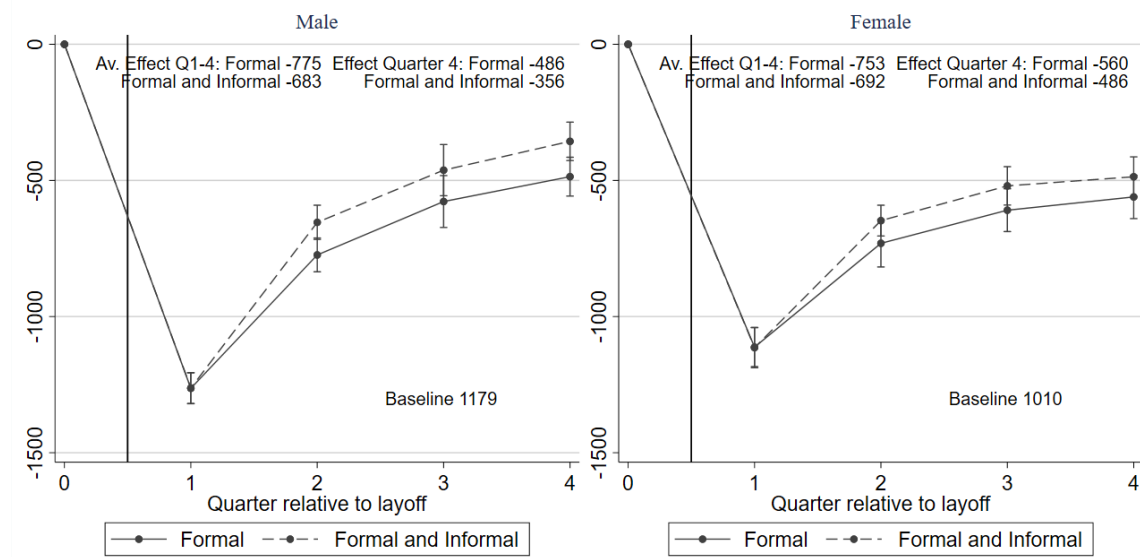 Male
0
-500
-1000
-1500
Av. Effect Q1-4: Formal -775 Effect Quarter 4: Formal -486
Formal and Informal -683 Formal and Informal -356
Baseline 1179
0 1 2 3 4
Quarter relative to layoff
Formal Formal and Informal
Female
0
-500
-1000
-1500
Av. Effect Q1-4: Formal -753 Effect Quarter 4: Formal -560
Formal and Informal -692 Formal and Informal -486
Baseline 1010
0 1 2 3 4
Quarter relative to layoff
Formal Formal and Informal